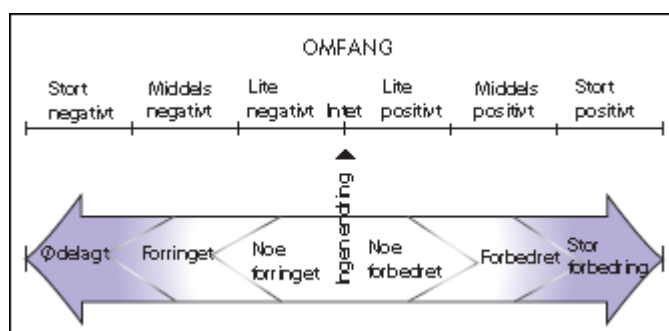 OMFANG
Stort negativt
Middels negativt
Lite negativt
Intet
Lite positivt
Middels positivt
Stort positivt
Ingen endring
Ødelagt
Forringet
Noe forringet
Noe forbedret
Forbedret
Stor forbedring